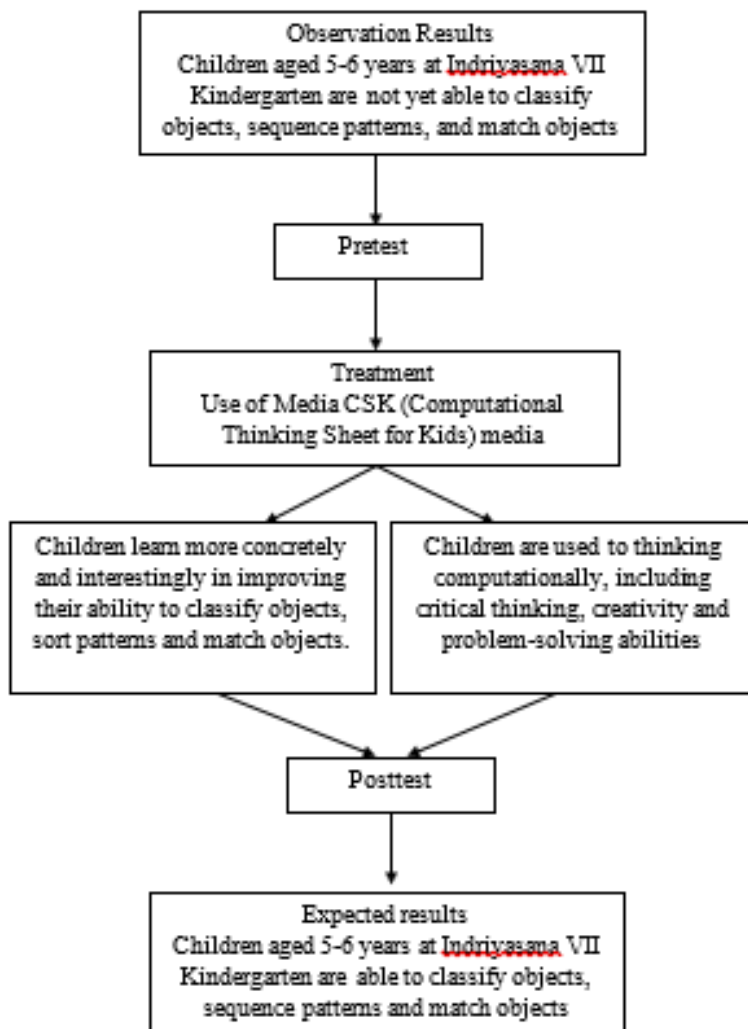 Observation Results
Children aged 5-6 years at Indriyasana VII
Kindergarten are not yet able to classify
objects, sequence patterns, and match objects
Pretest
Treatment
Use of Media CSK (Computational
Thinking Sheet for Kids) media
Children learn more concretely
and interestingly in improving
their ability to classify objects,
sort patterns and match objects.
Children are used to thinking
computationally, including
critical thinking, creativity and
problem-solving abilities
Posttest
Expected results
Children aged 5-6 years at Indriyasana VII
Kindergarten are able to classify objects,
sequence patterns and match objects